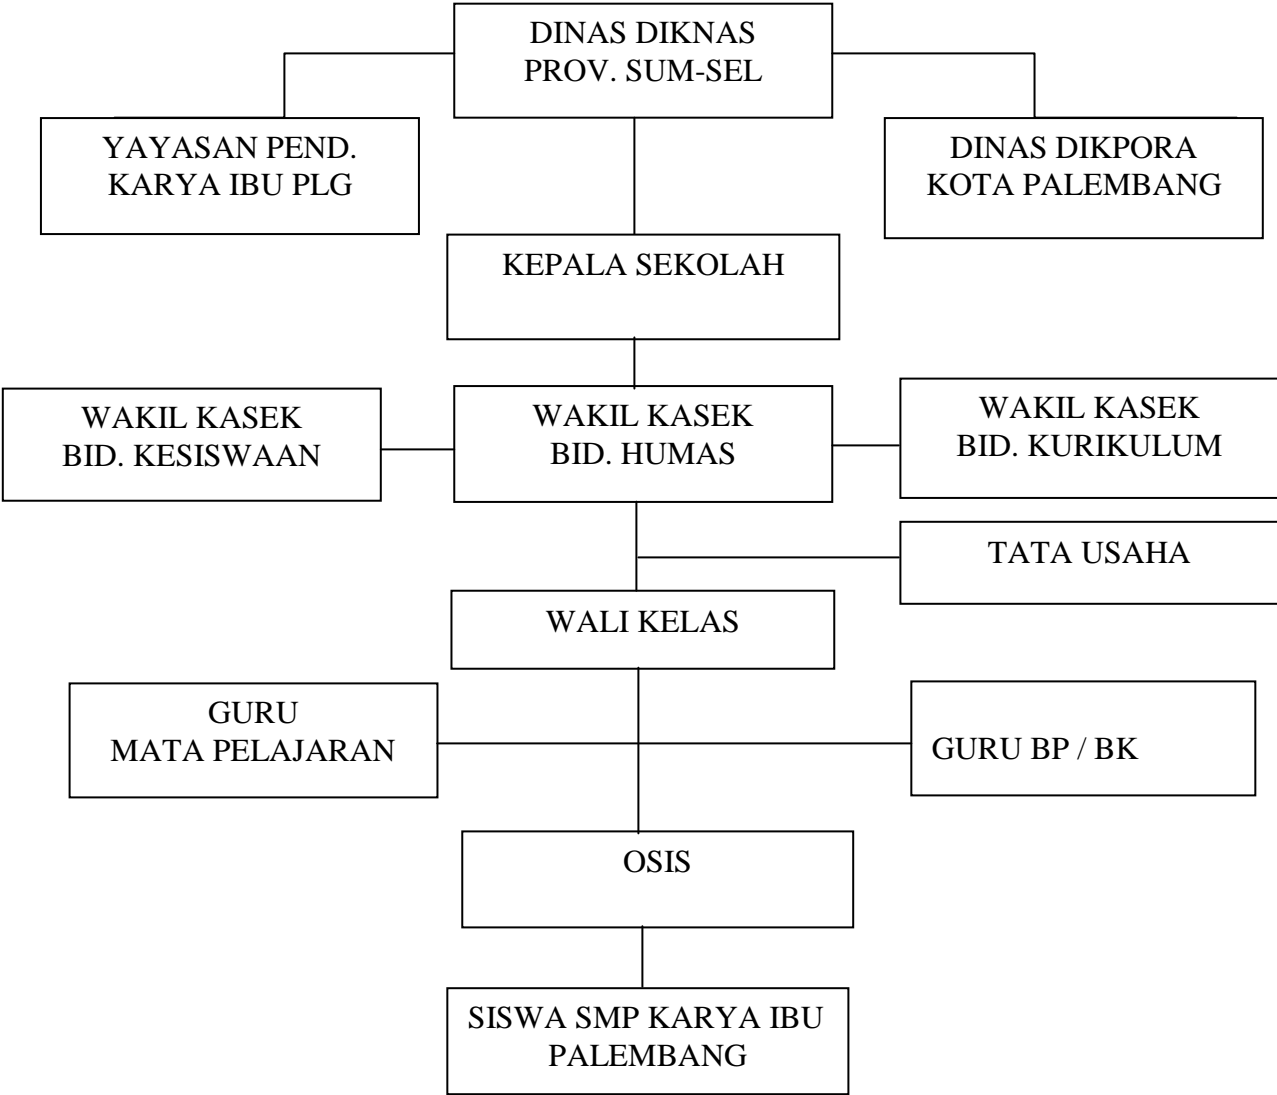 DINAS DIKNAS
PROV. SUM-SEL
YAYASAN PEND.
KARYA IBU PLG
DINAS DIKPORA
KOTA PALEMBANG
KEPALA SEKOLAH
WAKIL KASEK
BID. KESISWAAN
WAKIL KASEK
BID. HUMAS
WAKIL KASEK
BID. KURIKULUM
TATA USAHA
WALI KELAS
GURU
MATA PELAJARAN
GURU BP / BK
OSIS
SISWA SMP KARYA IBU
PALEMBANG